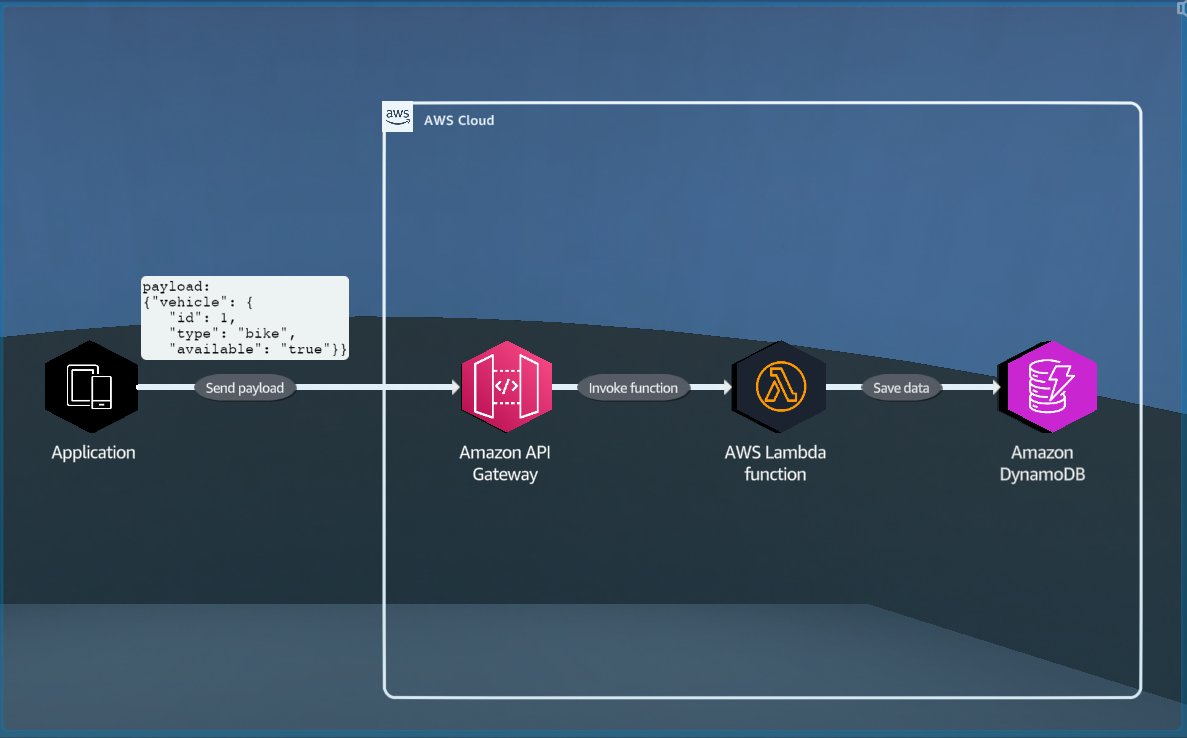 aws
AWS Cloud
payload:
{"vehicle": {
"id": 1,
"type": "bike",
"available": "true"}}
Send payload
</>
Invoke function
Save data
Application
Amazon API
Gateway
AWS Lambda
function
Amazon
DynamoDB